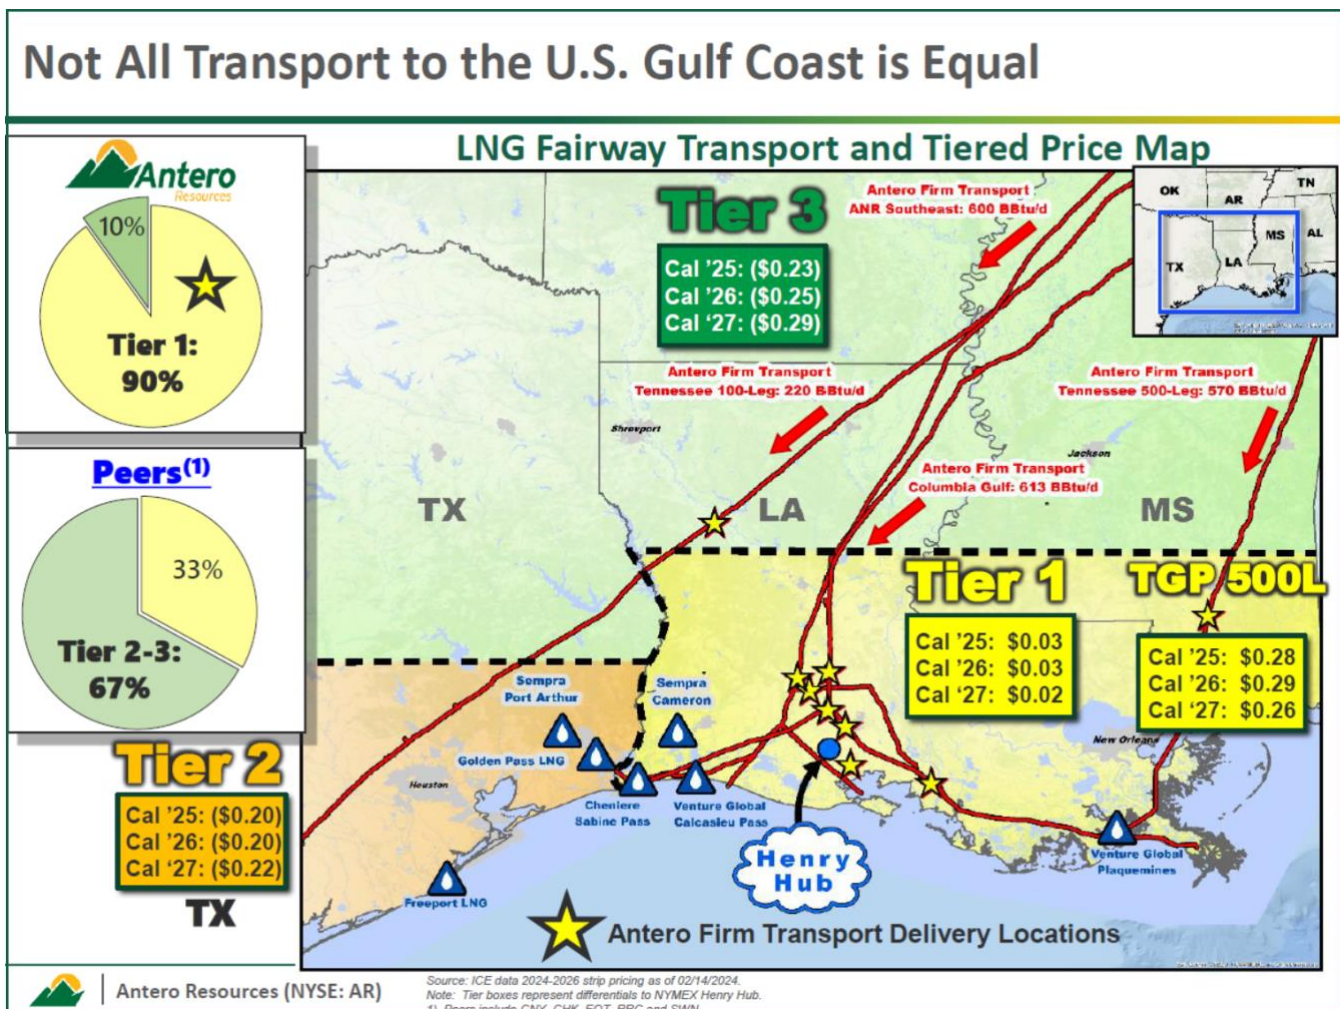 Not All Transport to the U.S. Gulf Coast is Equal
LNG Fairway Transport and Tiered Price Map
Antero
Resources
10%
Tier 1:
90%
Peers(1)
33%
Tier 2-3:
67%
Tier 2
Cal '25: ($0.20)
Cal '26: ($0.20)
Cal '27: ($0.22)
TX
Tier 3
Cal '25: ($0.23)
Cal '26: ($0.25)
Cal '27: ($0.29)
Antero Firm Transport
ANR Southeast: 600 BBtu/d
OK
TN
AR
MS
AL
TX
LA
Antero Firm Transport
Tennessee 100-Leg: 220 BBtu/d
Antero Firm Transport
Tennessee 500-Leg: 570 BBtu/d
Shreveport
Jackson
Antero Firm Transport
Columbia Gulf: 613 BBtu/d
TX
LA
MS
Tier 1
Cal '25: $0.03
Cal '26: $0.03
Cal '27: $0.02
TGP 500L
Cal '25: $0.28
Cal '26: $0.29
Cal '27: $0.26
Sempra
Port Arthur
Sempra
Cameron
Golden Pass LNG
Houston
New Orleans
Cheniere
Sabine Pass
Venture Global
Calcasieu Pass
Henry
Hub
Venture Global
Plaquemines
Freeport LNG
Antero Firm Transport Delivery Locations
Antero Resources (NYSE: AR)
Source: ICE data 2024-2026 strip pricing as of 02/14/2024.
Note: Tier boxes represent differentials to NYMEX Henry Hub.
1) Peers include CNX, CHK, EQT, RRC and SWN.